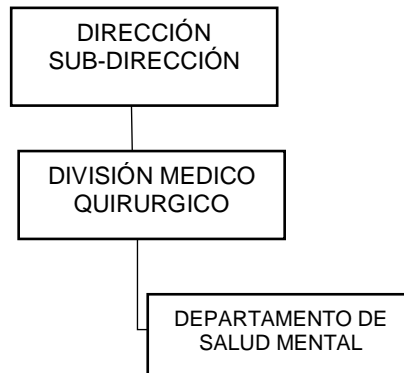 DIRECCIÓN
SUB-DIRECCIÓN
DIVISIÓN MEDICO
QUIRURGICO
DEPARTAMENTO DE
SALUD MENTAL